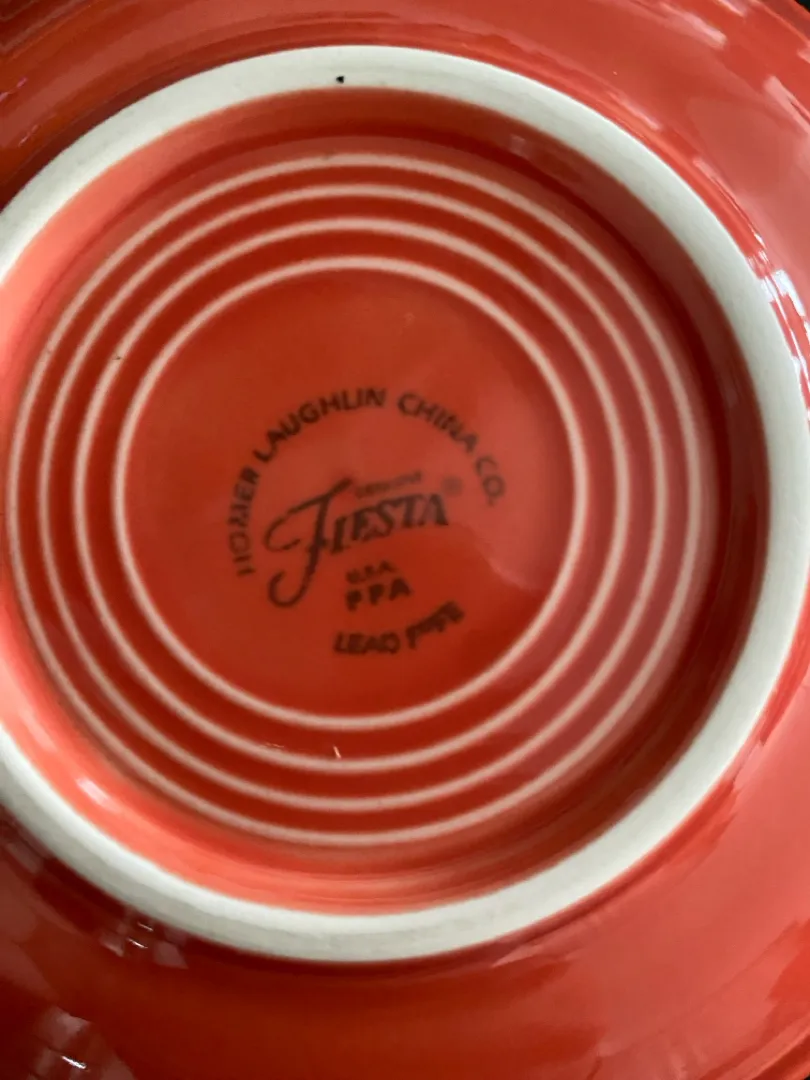 HOMER LAUGHLIN CHINA CO.
GENUINE
FIESTA®
U.S.A.
PPA
LEAD FREE